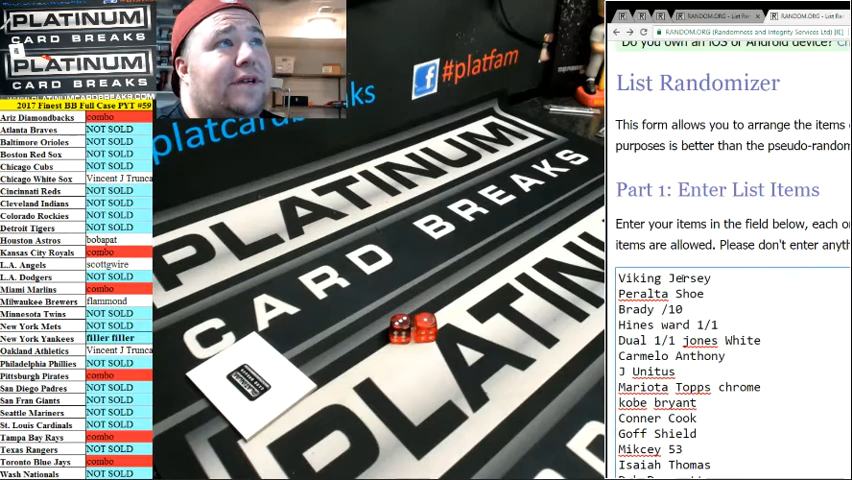 PLATINUM
CARD BREAKS
PLATINUM
CARD BREAKS
2017 Finest BB Full Case PYT #59
Ariz Diamondbacks combo
Atlanta Braves NOT SOLD
Baltimore Orioles NOT SOLD
Boston Red Sox NOT SOLD
Chicago Cubs NOT SOLD
Chicago White Sox Vincent J Trunca
Cincinnati Reds NOT SOLD
Cleveland Indians NOT SOLD
Colorado Rockies NOT SOLD
Detroit Tigers NOT SOLD
Houston Astros bobapat
Kansas City Royals combo
L.A. Angels scottgwire
L.A. Dodgers NOT SOLD
Miami Marlins combo
Milwaukee Brewers flammond
Minnesota Twins NOT SOLD
New York Mets NOT SOLD
New York Yankees filler filler
Oakland Athletics Vincent J Trunca
Philadelphia Phillies NOT SOLD
Pittsburgh Pirates combo
San Diego Padres NOT SOLD
San Fran Giants NOT SOLD
Seattle Mariners NOT SOLD
St. Louis Cardinals NOT SOLD
Tampa Bay Rays combo
Texas Rangers NOT SOLD
Toronto Blue Jays combo
Wash Nationals NOT SOLD
#platfam
platcardbreaks
PLATINUM
CARD BREAKS
PLATINUM
RANDOM.ORG - List Ra
RANDOM.ORG - List Ra
RANDOM.ORG (Randomness and Integrity Services Ltd) [IE]
Do you own an iOS or Android device?
List Randomizer
This form allows you to arrange the items
purposes is better than the pseudo-random
Part 1: Enter List Items
Enter your items in the field below, each on
items are allowed. Please don't enter anyth
Viking Jersey
Peralta Shoe
Brady /10
Hines ward 1/1
Dual 1/1 jones White
Carmelo Anthony
J Unitus
Mariota Topps chrome
kobe bryant
Conner Cook
Goff Shield
Mikcey 53
Isaiah Thomas